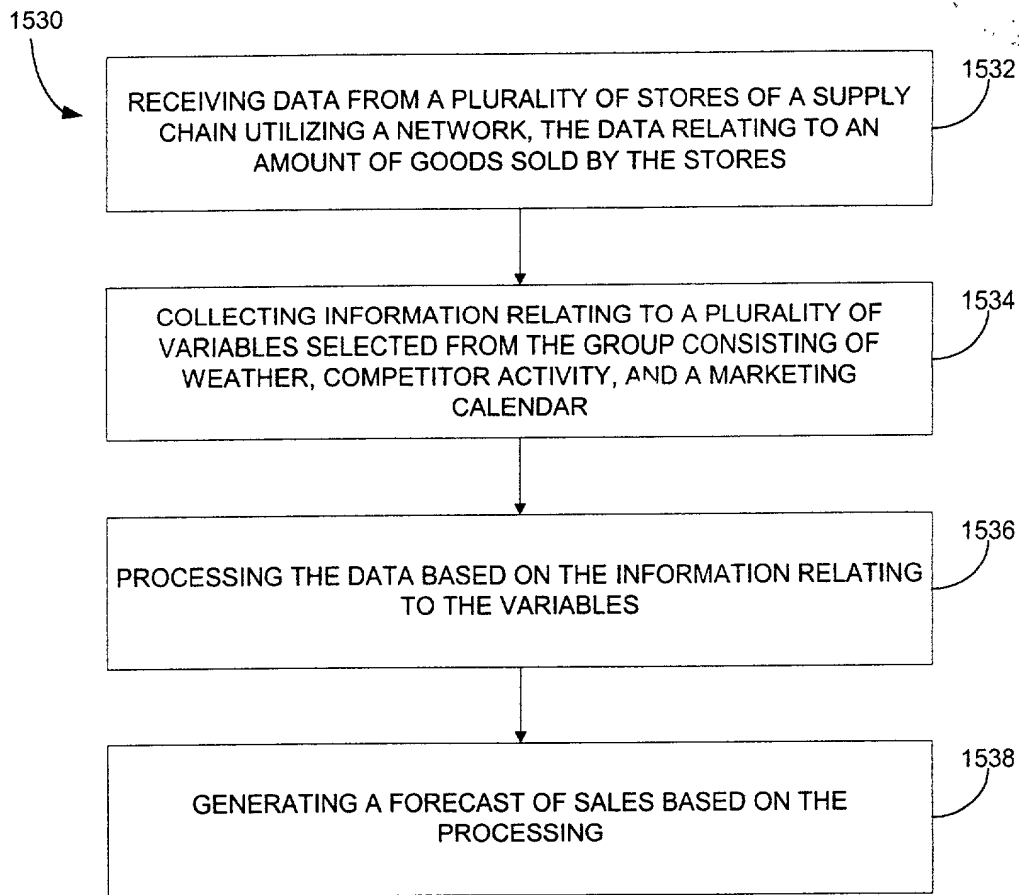 1530
1532
RECEIVING DATA FROM A PLURALITY OF STORES OF A SUPPLY
CHAIN UTILIZING A NETWORK, THE DATA RELATING TO AN
AMOUNT OF GOODS SOLD BY THE STORES
1534
COLLECTING INFORMATION RELATING TO A PLURALITY OF
VARIABLES SELECTED FROM THE GROUP CONSISTING OF
WEATHER, COMPETITOR ACTIVITY, AND A MARKETING
CALENDAR
1536
PROCESSING THE DATA BASED ON THE INFORMATION RELATING
TO THE VARIABLES
1538
GENERATING A FORECAST OF SALES BASED ON THE
PROCESSING